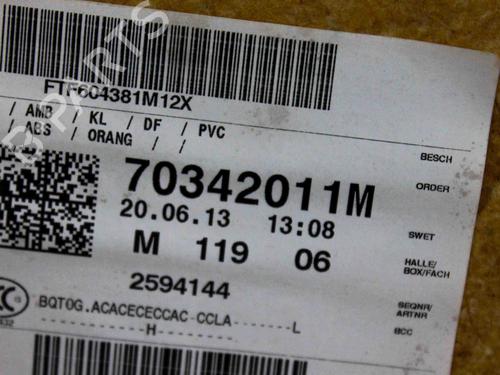 B PARTS
FTF604381M12X
/ AMB / KL / DF / PVC
/ ABS / ORANG / /
BESCH
70342011M
ORDER
20.06.13 13:08
SWET
M 119 06
HALLE/
BOX/FACH
2594144
SEQNR/
ARTNR
BQT0G.ACACECECCAC-CCLA-------L
BCC